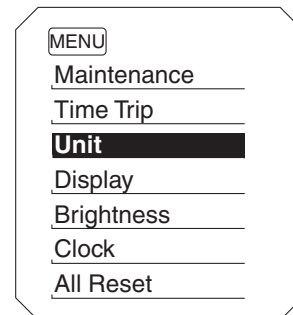 MENU
Maintenance
Time Trip
Unit
Display
Brightness
Clock
All Reset